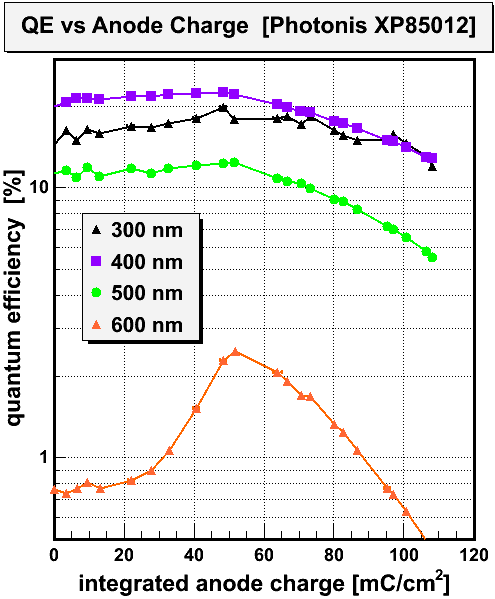 QE vs Anode Charge [Photonis XP85012]
quantum efficiency [%]
10
1
300 nm
400 nm
500 nm
600 nm
0 20 40 60 80 100 120
integrated anode charge [mC/cm²]